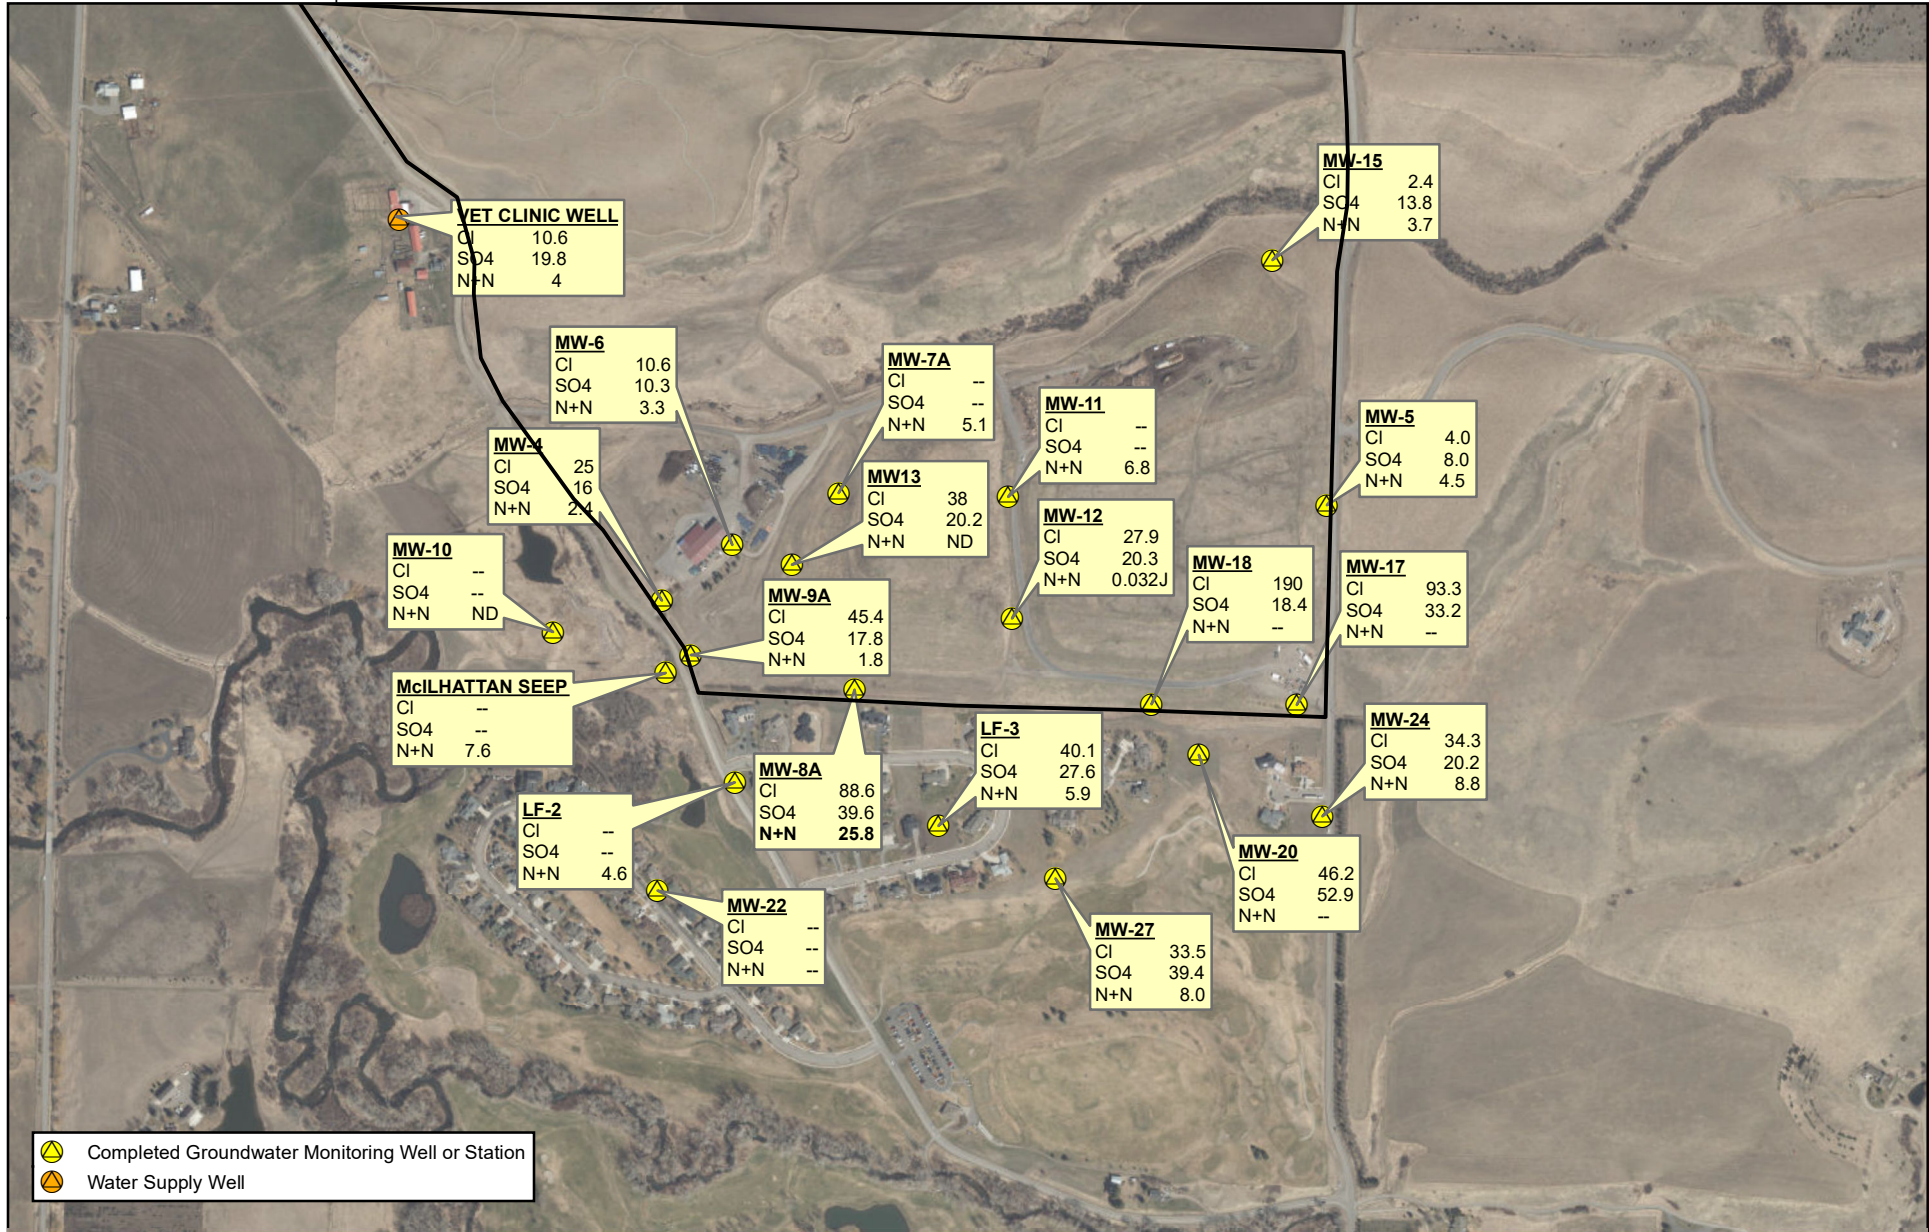 MW-15
Cl 2.4
SO4 13.8
N+N 3.7
VET CLINIC WELL
Cl 10.6
SO4 19.8
N+N 4
MW-6
Cl 10.6
SO4 10.3
N+N 3.3
MW-7A
Cl --
SO4 --
N+N 5.1
MW-11
Cl --
SO4 --
N+N 6.8
MW-5
Cl 4.0
SO4 8.0
N+N 4.5
MW-4
Cl 25
SO4 16
N+N 2.4
MW13
Cl 38
SO4 20.2
N+N ND
MW-12
Cl 27.9
SO4 20.3
N+N 0.032J
MW-10
Cl --
SO4 --
N+N ND
MW-18
Cl 190
SO4 18.4
N+N --
MW-17
Cl 93.3
SO4 33.2
N+N --
MW-9A
Cl 45.4
SO4 17.8
N+N 1.8
McILHATTAN SEEP
Cl --
SO4 --
N+N 7.6
MW-24
Cl 34.3
SO4 20.2
N+N 8.8
LF-3
Cl 40.1
SO4 27.6
N+N 5.9
MW-8A
Cl 88.6
SO4 39.6
N+N 25.8
LF-2
Cl --
SO4 --
N+N 4.6
MW-20
Cl 46.2
SO4 52.9
N+N --
MW-22
Cl --
SO4 --
N+N --
MW-27
Cl 33.5
SO4 39.4
N+N 8.0
Completed Groundwater Monitoring Well or Station
Water Supply Well